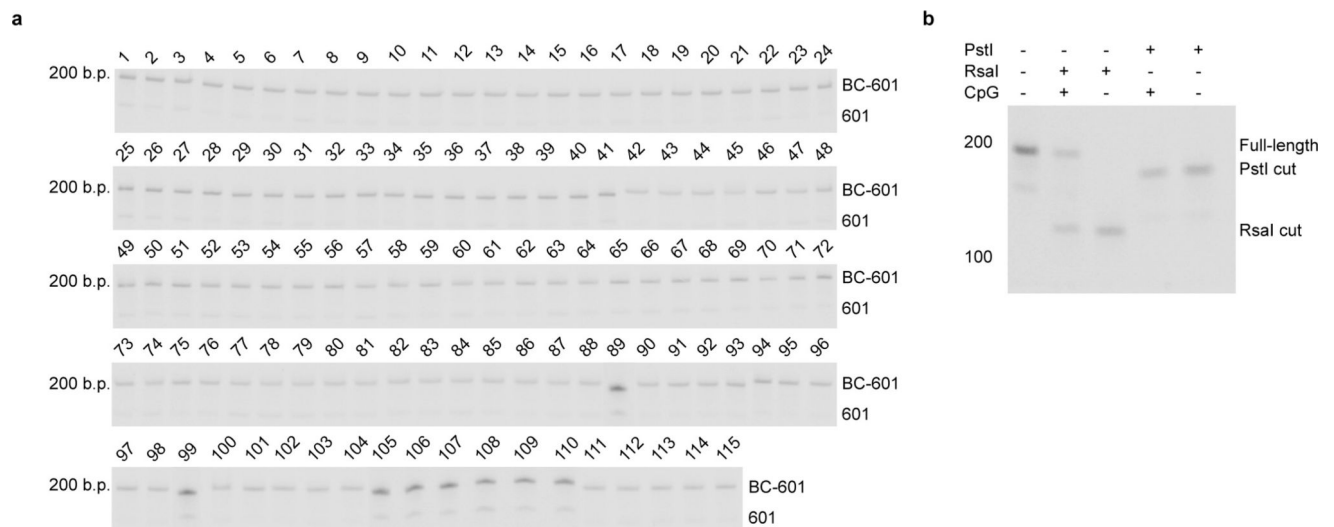 a
1 2 3 4 5 6 7 8 9 10 11 12 13 14 15 16 17 18 19 20 21 22 23 24
200 b.p.
BC-601
601
25 26 27 28 29 30 31 32 33 34 35 36 37 38 39 40 41 42 43 44 45 46 47 48
200 b.p.
BC-601
601
49 50 51 52 53 54 55 56 57 58 59 60 61 62 63 64 65 66 67 68 69 70 71 72
200 b.p.
BC-601
601
73 74 75 76 77 78 79 80 81 82 83 84 85 86 87 88 89 90 91 92 93 94 95 96
200 b.p.
BC-601
601
97 98 99 100 101 102 103 104 105 106 107 108 109 110 111 112 113 114 115
200 b.p.
BC-601
601
b
PstI - - - + +
RsaI - + + - -
CpG - + - + -
200
Full-length
PstI cut
RsaI cut
100